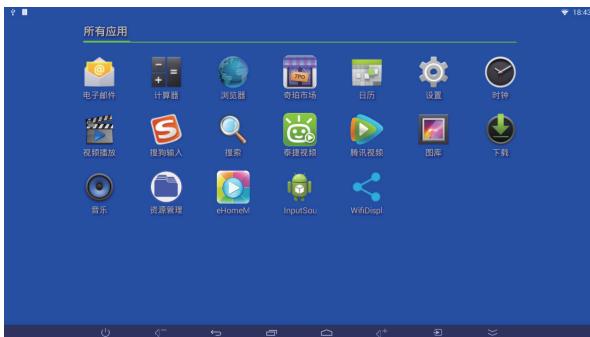 18:43
所有应用
电子邮件 计算器 浏览器 奇珀市场 日历 设置 时钟
视频播放 搜狗输入 搜索 泰捷视频 腾讯视频 图库 下载
音乐 资源管理 eHomeM InputSou WifiDispl